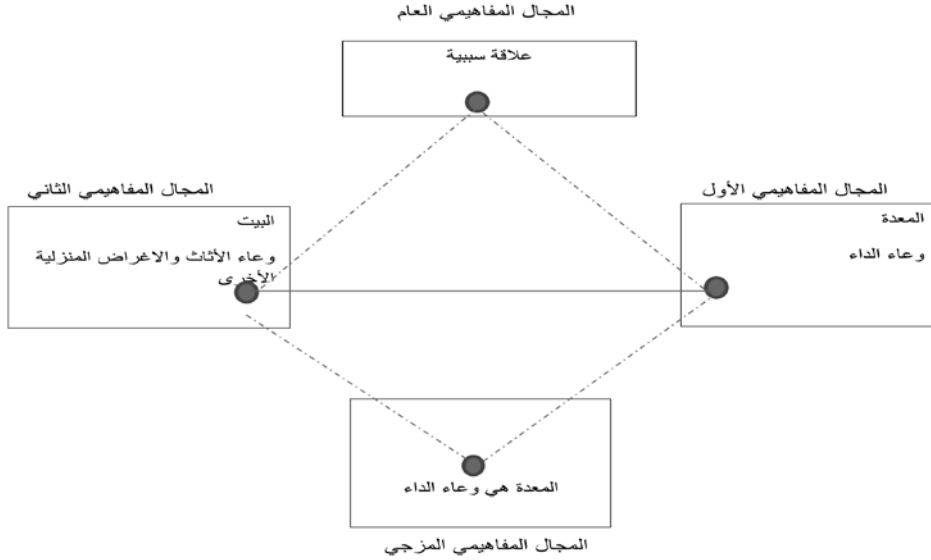 المجال المفاهيمي العام
علاقة سببية
المجال المفاهيمي الأول
المعدة
وعاء الداء
المجال المفاهيمي الثاني
البيت
وعاء الأثاث والاغراض المنزلية
الأخرى
المعدة هي وعاء الداء
المجال المفاهيمي المزجي